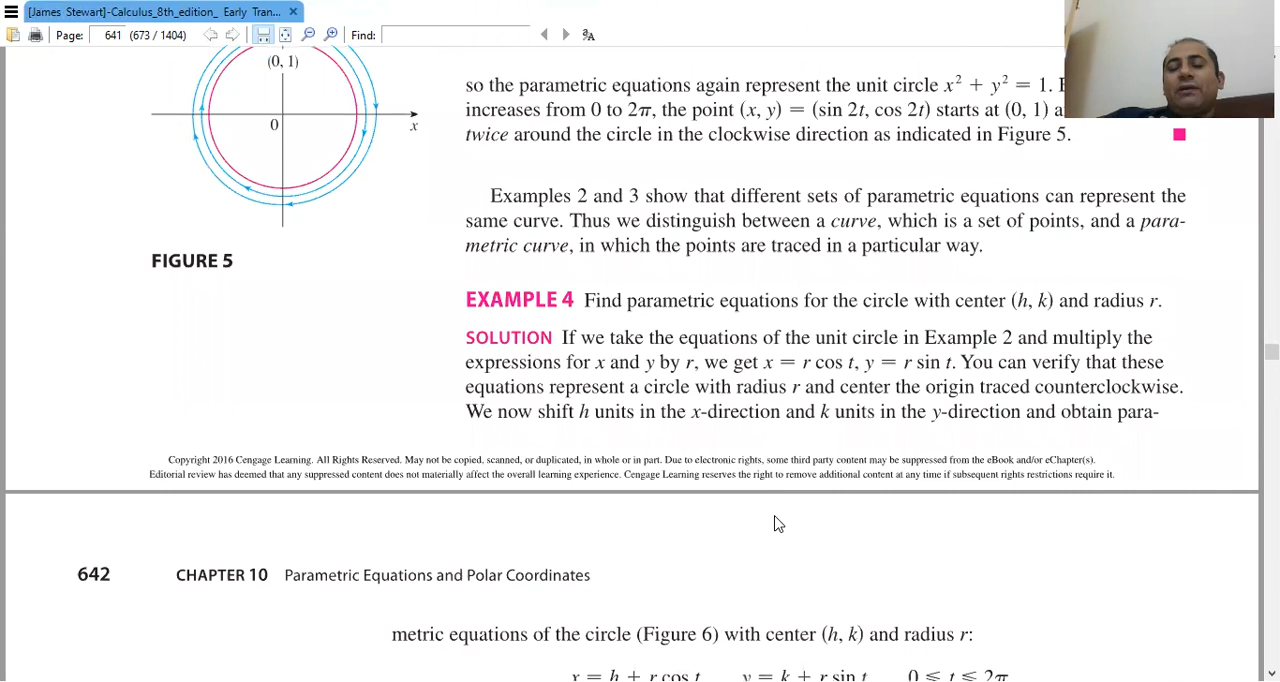 [James Stewart]-Calculus_8th_edition_ Early Tran...
Page: 641 (673 / 1404) Find:
(0, 1)
0
x
FIGURE 5
so the parametric equations again represent the unit circle x² + y² = 1.
increases from 0 to 2π, the point (x, y) = (sin 2t, cos 2t) starts at (0, 1) a
twice around the circle in the clockwise direction as indicated in Figure 5.
Examples 2 and 3 show that different sets of parametric equations can represent the
same curve. Thus we distinguish between a curve, which is a set of points, and a para-
metric curve, in which the points are traced in a particular way.
EXAMPLE 4 Find parametric equations for the circle with center (h, k) and radius r.
SOLUTION If we take the equations of the unit circle in Example 2 and multiply the
expressions for x and y by r, we get x = r cos t, y = r sin t. You can verify that these
equations represent a circle with radius r and center the origin traced counterclockwise.
We now shift h units in the x-direction and k units in the y-direction and obtain para-
Copyright 2016 Cengage Learning. All Rights Reserved. May not be copied, scanned, or duplicated, in whole or in part. Due to electronic rights, some third party content may be suppressed from the eBook and/or eChapter(s).
Editorial review has deemed that any suppressed content does not materially affect the overall learning experience. Cengage Learning reserves the right to remove additional content at any time if subsequent rights restrictions require it.
642 CHAPTER 10 Parametric Equations and Polar Coordinates
metric equations of the circle (Figure 6) with center (h, k) and radius r:
x = h + r cos t y = k + r sin t 0 ≤ t ≤ 2π